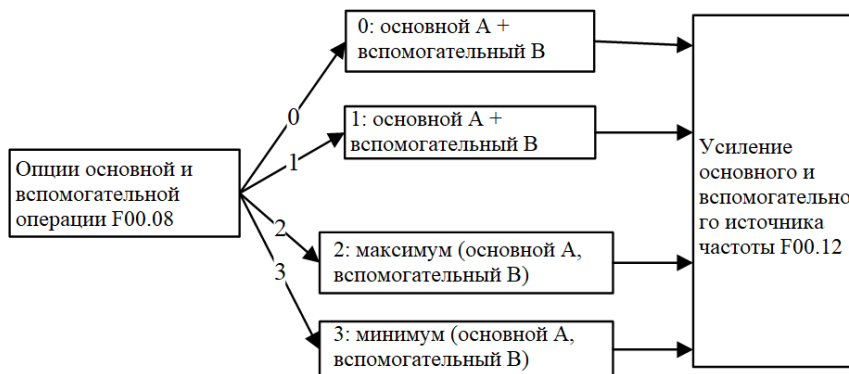 0: основной А +
вспомогательный В
0
1: основной А +
вспомогательный В
1
Опции основной и
вспомогательной
операции F00.08
2
2: максимум (основной А,
вспомогательный В)
3
3: минимум (основной А,
вспомогательный В)
Усиление
основного и
вспомогательно
го источника
частоты F00.12